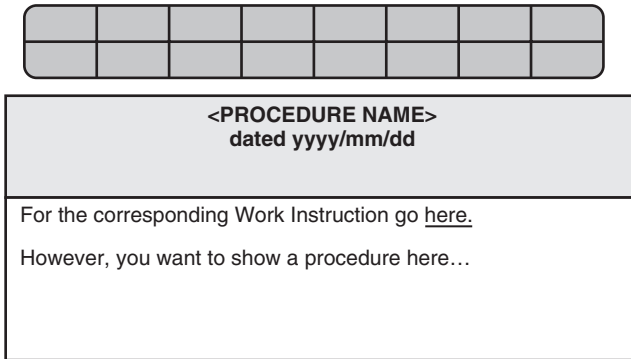 <PROCEDURE NAME>
dated yyyy/mm/dd
For the corresponding Work Instruction go here.
However, you want to show a procedure here…